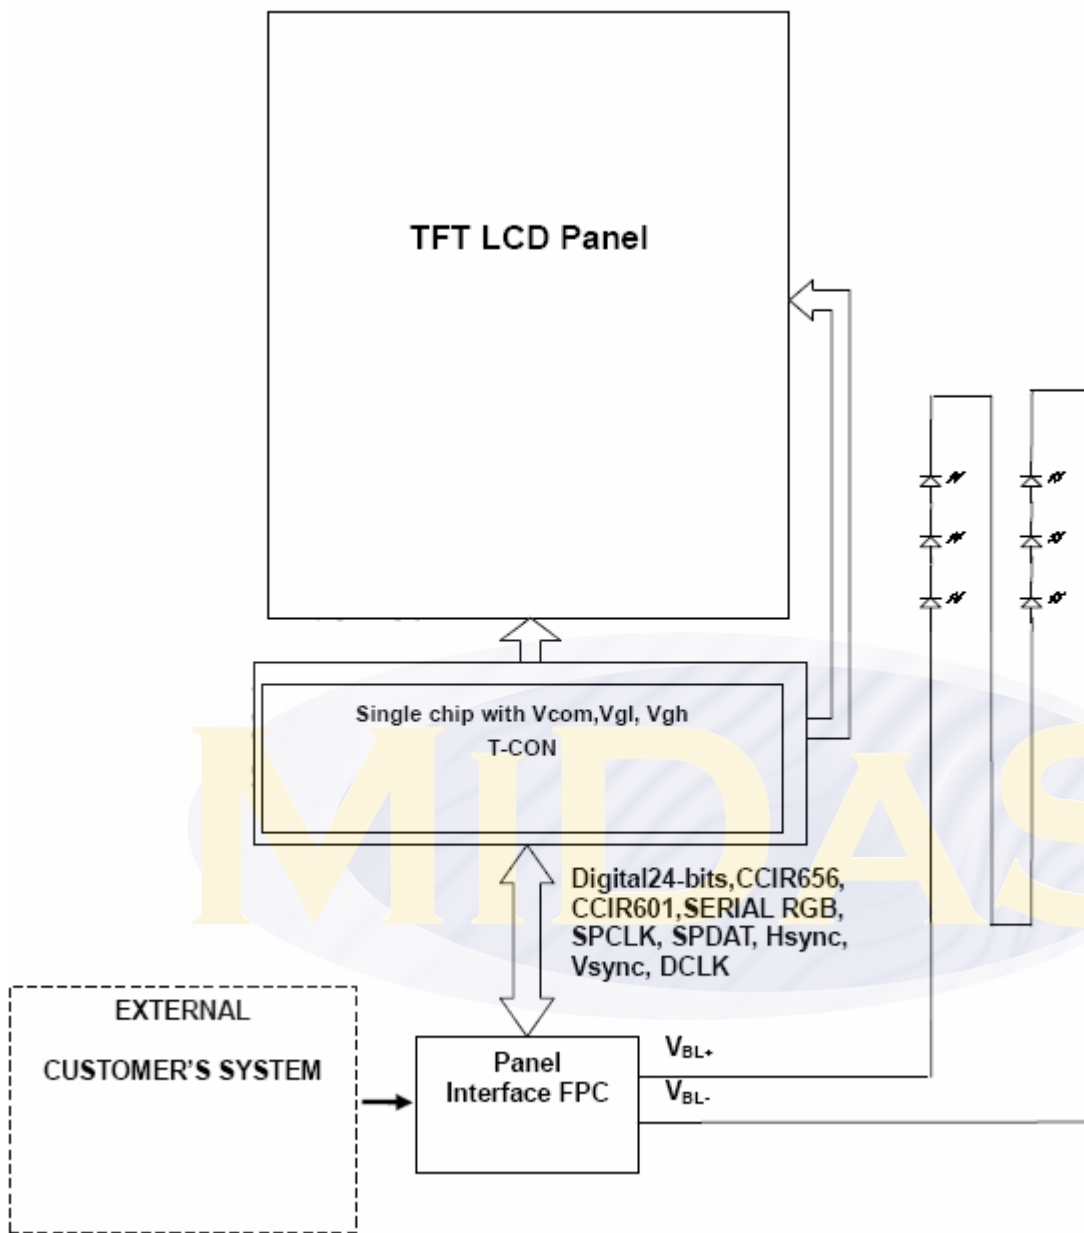 TFT LCD Panel
Single chip with Vcom,Vgl, Vgh
T-CON
Digital24-bits,CCIR656,
CCIR601,SERIAL RGB,
SPCLK, SPDAT, Hsync,
Vsync, DCLK
EXTERNAL
CUSTOMER'S SYSTEM
Panel
Interface FPC
VBL+
VBL-
MIDAS